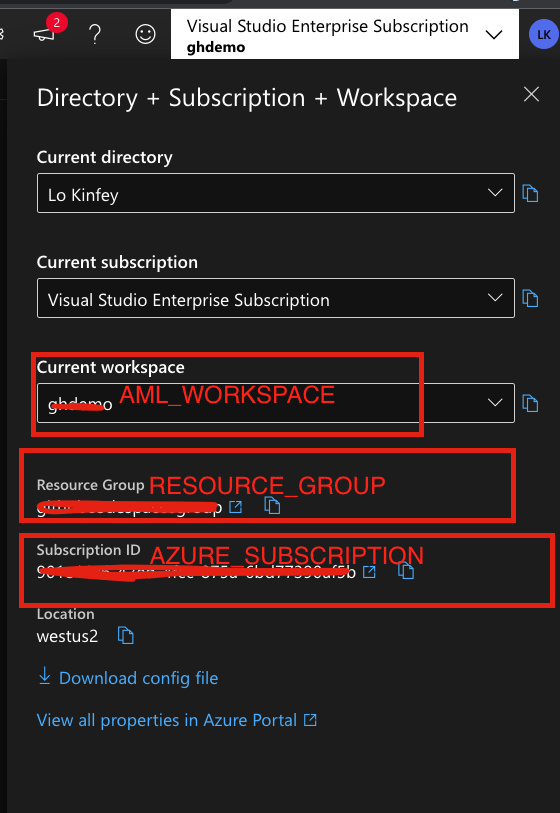 2
?
Visual Studio Enterprise Subscription
ghdemo
LK
Directory + Subscription + Workspace
Current directory
Lo Kinfey
Current subscription
Visual Studio Enterprise Subscription
Current workspace
ghdemo AML_WORKSPACE
Resource Group RESOURCE_GROUP
Subscription ID AZURE_SUBSCRIPTION
Location
westus2
Download config file
View all properties in Azure Portal